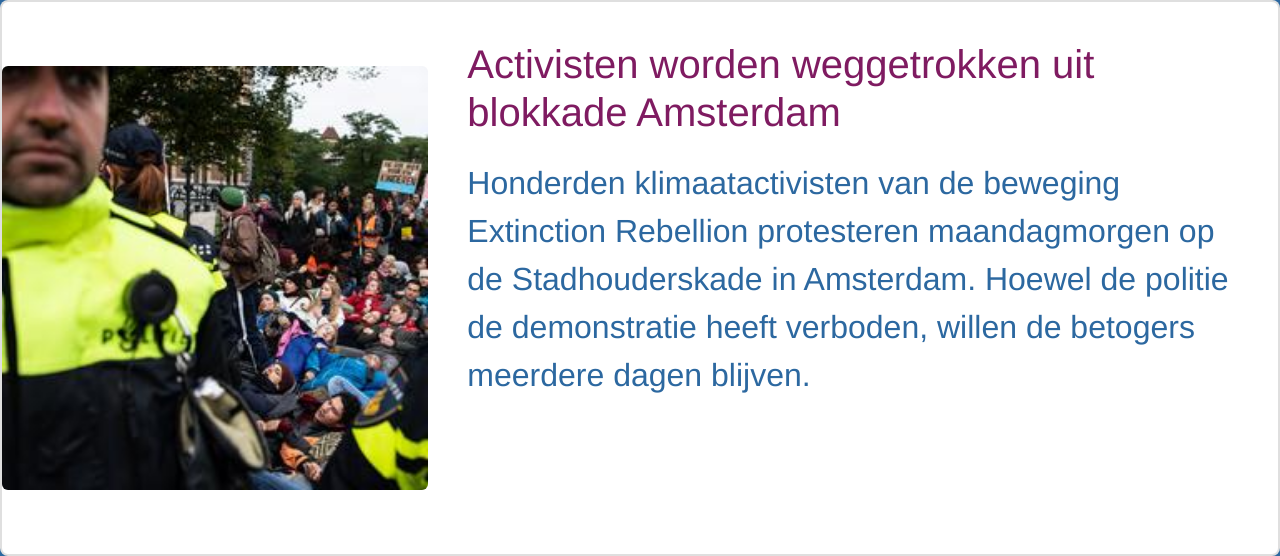 Activisten worden weggetrokken uit
blokkade Amsterdam
Honderden klimaatactivisten van de beweging
Extinction Rebellion protesteren maandagmorgen op
de Stadhouderskade in Amsterdam. Hoewel de politie
de demonstratie heeft verboden, willen de betogers
meerdere dagen blijven.